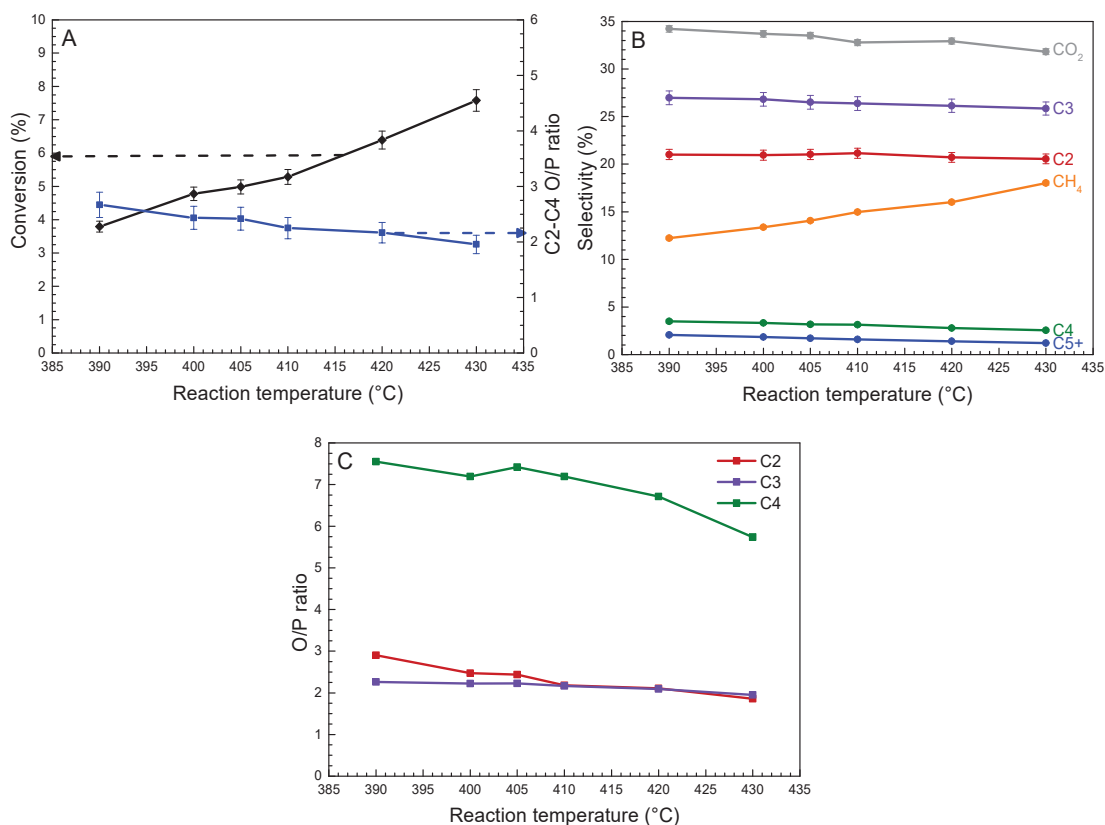 A
10
9
8
7
6
5
4
3
2
1
0
Conversion (%)
6
5
4
3
2
1
0
C2-C4 O/P ratio
385 390 395 400 405 410 415 420 425 430 435
Reaction temperature (°C)
B
35
30
25
20
15
10
5
0
Selectivity (%)
CO₂
C3
C2
CH₄
C4
C5+
385 390 395 400 405 410 415 420 425 430 435
Reaction temperature (°C)
C
8
7
6
5
4
3
2
1
0
O/P ratio
C2
C3
C4
385 390 395 400 405 410 415 420 425 430 435
Reaction temperature (°C)